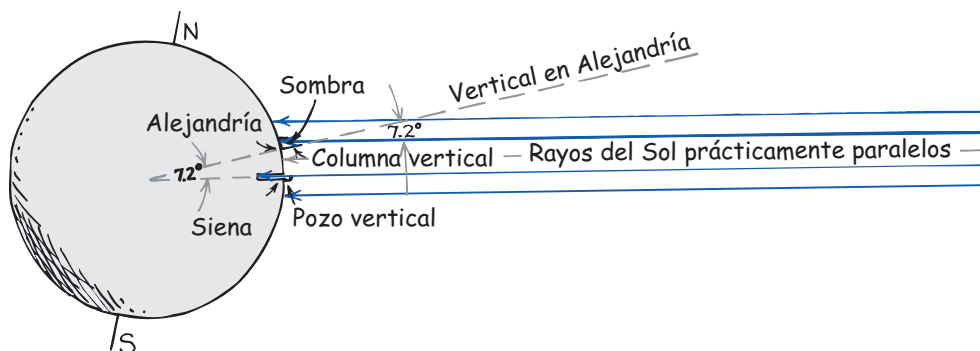 N
Sombra
Vertical en Alejandría
Alejandría
7.2°
Columna vertical
Rayos del Sol prácticamente paralelos
7.2°
Siena
Pozo vertical
S